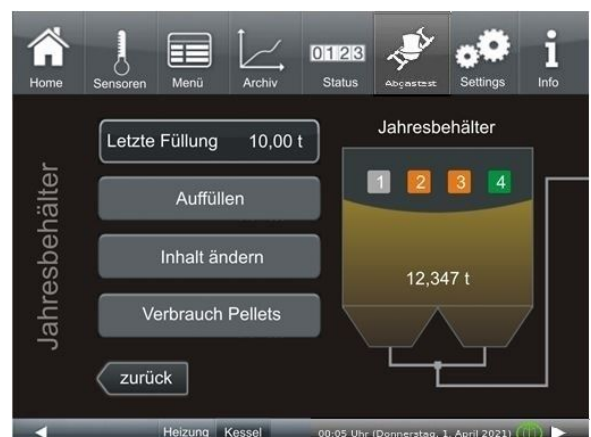 Home Sensoren Menü Archiv 0123 Status Abgastest Settings Info
Jahresbehälter
Letzte Füllung 10,00 t
Auffüllen
Inhalt ändern
Verbrauch Pellets
zurück
Jahresbehälter
1 2 3 4
12,347 t
Heizung Kessel 00:05 Uhr (Donnerstag, 1. April 2021)